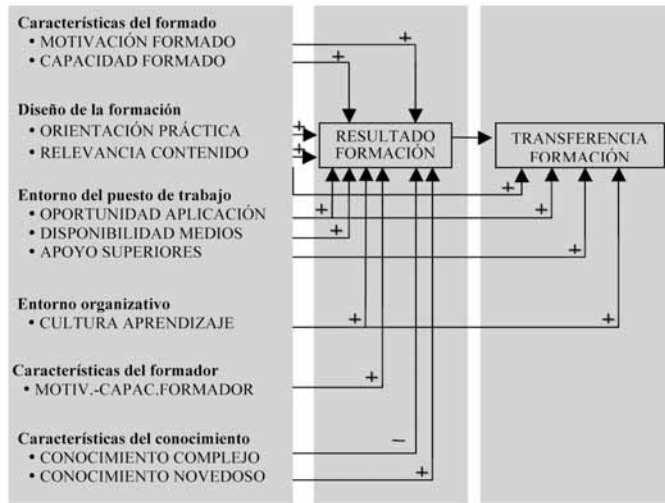 Características del formado
• MOTIVACIÓN FORMADO
• CAPACIDAD FORMADO
Diseño de la formación
• ORIENTACIÓN PRÁCTICA
• RELEVANCIA CONTENIDO
Entorno del puesto de trabajo
• OPORTUNIDAD APLICACIÓN
• DISPONIBILIDAD MEDIOS
• APOYO SUPERIORES
Entorno organizativo
• CULTURA APRENDIZAJE
Características del formador
• MOTIV.-CAPAC.FORMADOR
Características del conocimiento
• CONOCIMIENTO COMPLEJO
• CONOCIMIENTO NOVEDOSO
+
+
+
+
+
+
+
+
+
+
+
+
+
–
+
RESULTADO
FORMACIÓN
TRANSFERENCIA
FORMACIÓN